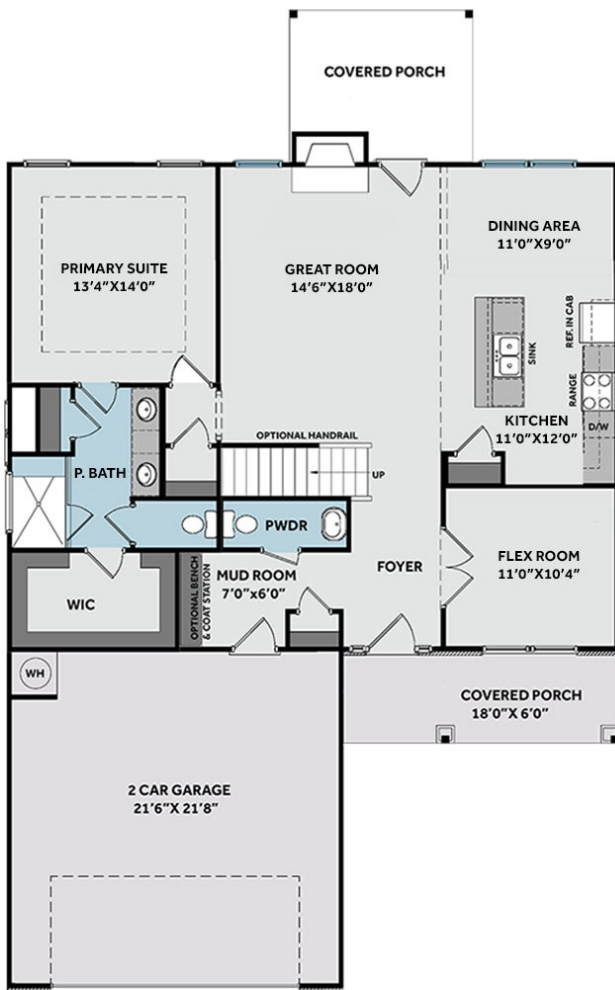 COVERED PORCH
DINING AREA
11'0"X9'0"
PRIMARY SUITE
13'4"X14'0"
GREAT ROOM
14'6"X18'0"
REF. IN CAB
SINK
RANGE
D/W
KITCHEN
11'0"X12'0"
OPTIONAL HANDRAIL
UP
P. BATH
PWDR
FLEX ROOM
11'0"X10'4"
FOYER
MUD ROOM
7'0"x6'0"
OPTIONAL BENCH
& COAT STATION
WIC
WH
COVERED PORCH
18'0"X 6'0"
2 CAR GARAGE
21'6"X 21'8"